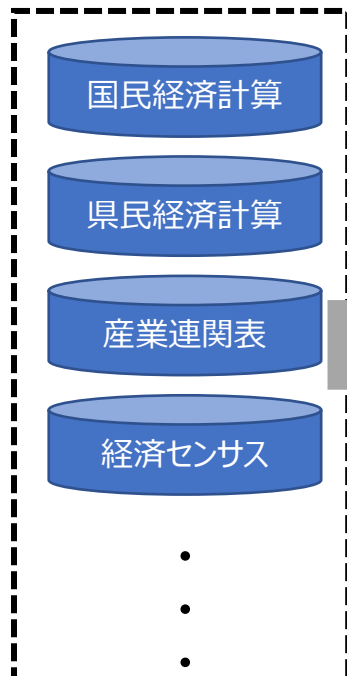 国民経済計算
県民経済計算
産業連関表
経済センサス
・
・
・